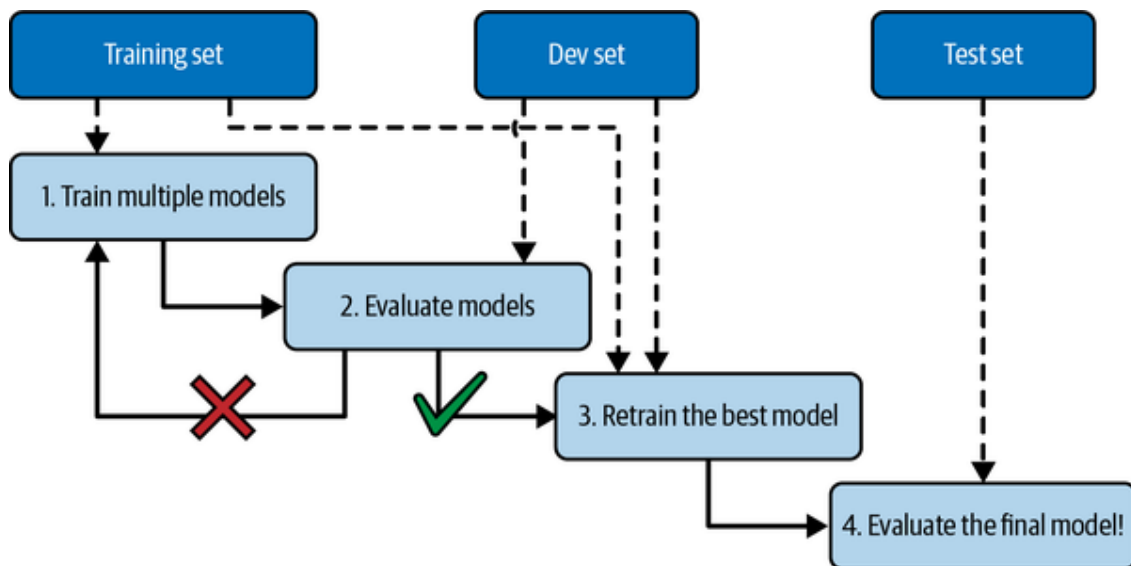 Training set
Dev set
Test set
1. Train multiple models
2. Evaluate models
3. Retrain the best model
4. Evaluate the final model!